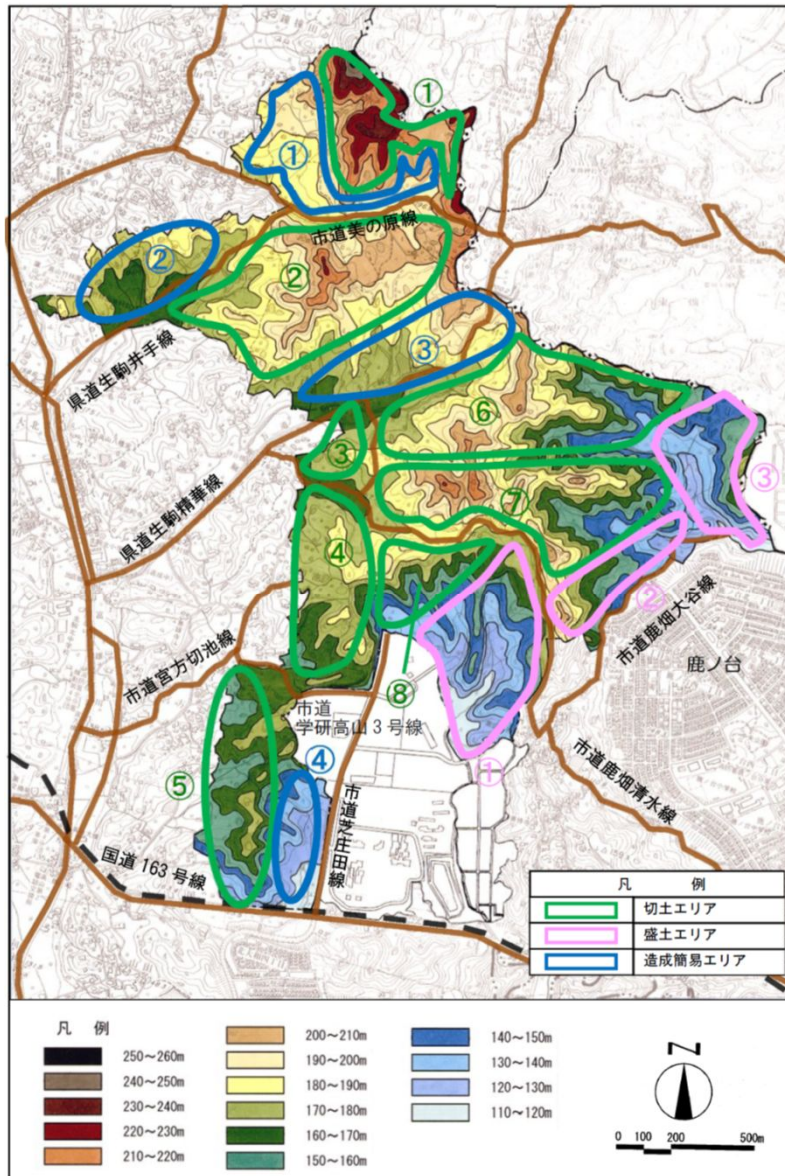 ①
①
市道美の原線
②
②
③
県道生駒井手線
⑥
③
③
県道生駒精華線
⑦
④
②
市道鹿畑大谷線
鹿ノ台
市道宮方切池線
⑧
市道
学研高山3号線
④
①
⑤
市道芝庄田線
市道鹿畑清水線
国道163号線
凡 例
切土エリア
盛土エリア
造成簡易エリア
凡 例
250～260m
240～250m
230～240m
220～230m
210～220m
200～210m
190～200m
180～190m
170～180m
160～170m
150～160m
140～150m
130～140m
120～130m
110～120m
N
0 100 200 500m